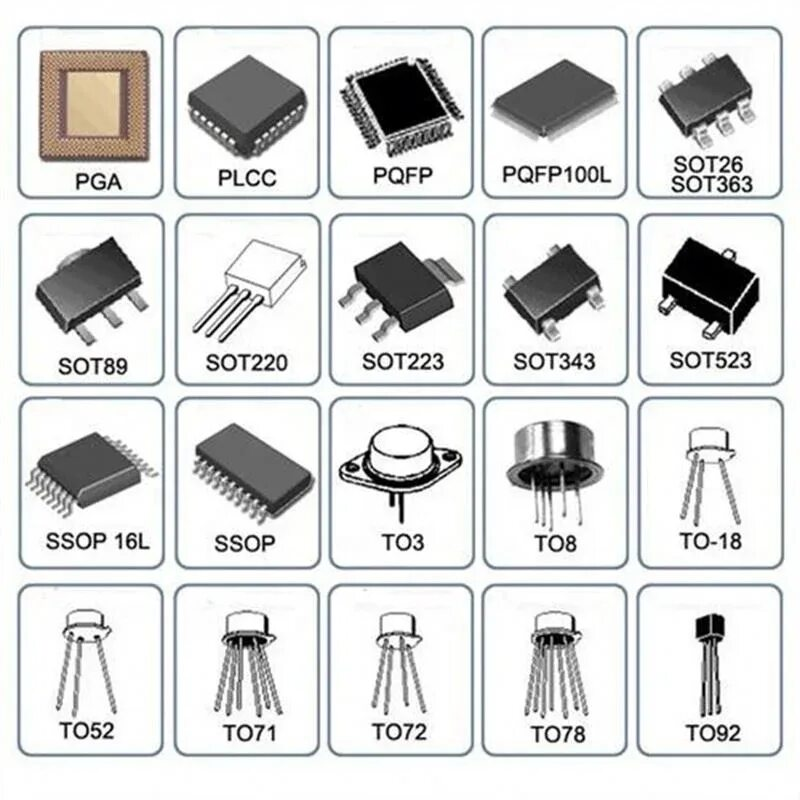 PGA
PLCC
PQFP
PQFP100L
SOT26
SOT363
SOT89
SOT220
SOT223
SOT343
SOT523
SSOP 16L
SSOP
TO3
TO8
TO-18
TO52
TO71
TO72
TO78
TO92